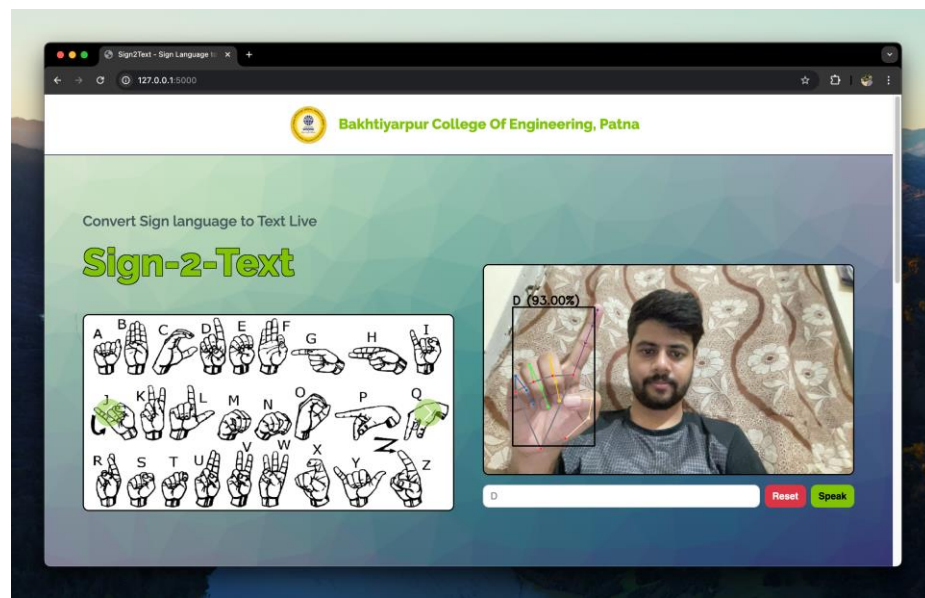 Sign2Text - Sign Language to
127.0.0.1:5000
Bakhtiyarpur College Of Engineering, Patna
Convert Sign language to Text Live
Sign-2-Text
A B C D E F G H I
J K L M N O P Q
R S T U V W X Y Z
D (93.00%)
D
Reset
Speak